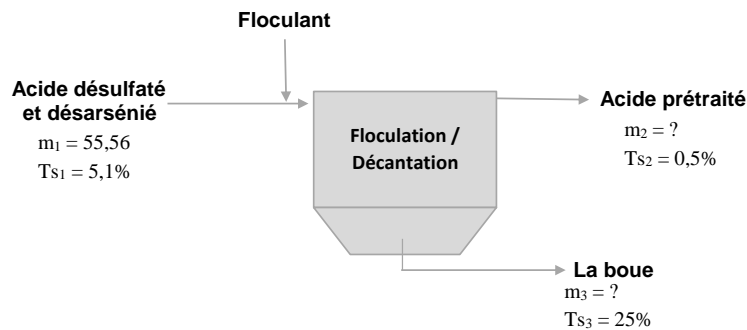 Floculant
Acide désulfaté
et désarsénié
m₁ = 55,56
Ts₁ = 5,1%
Floculation /
Décantation
Acide prétraité
m₂ = ?
Ts₂ = 0,5%
La boue
m₃ = ?
Ts₃ = 25%